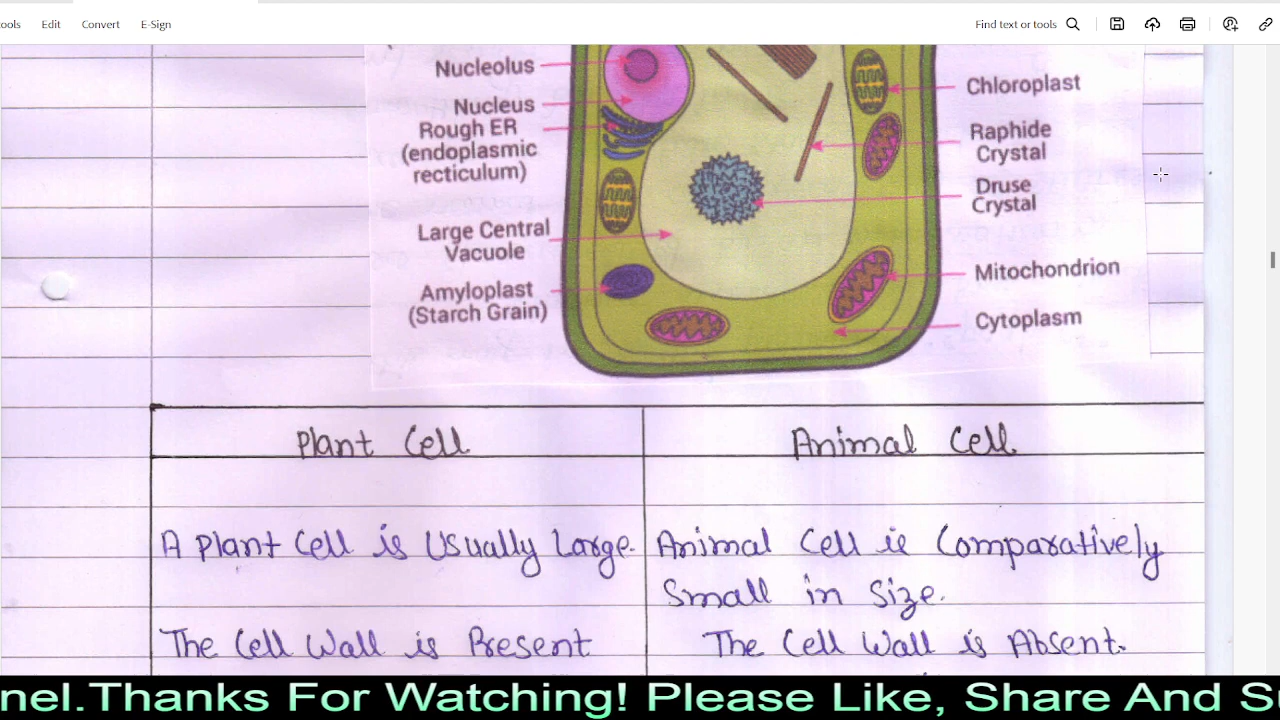 ools Edit Convert E-Sign Find text or tools
Nucleolus
Nucleus
Rough ER
(endoplasmic
recticulum)
Large Central
Vacuole
Amyloplast
(Starch Grain)
Chloroplast
Raphide
Crystal
Druse
Crystal
Mitochondrion
Cytoplasm
Plant Cell Animal Cell
A Plant Cell is Usually Large. Animal Cell is Comparatively
Small in Size.
The Cell Wall is Present The Cell Wall is Absent.
nel.Thanks For Watching! Please Like, Share And S